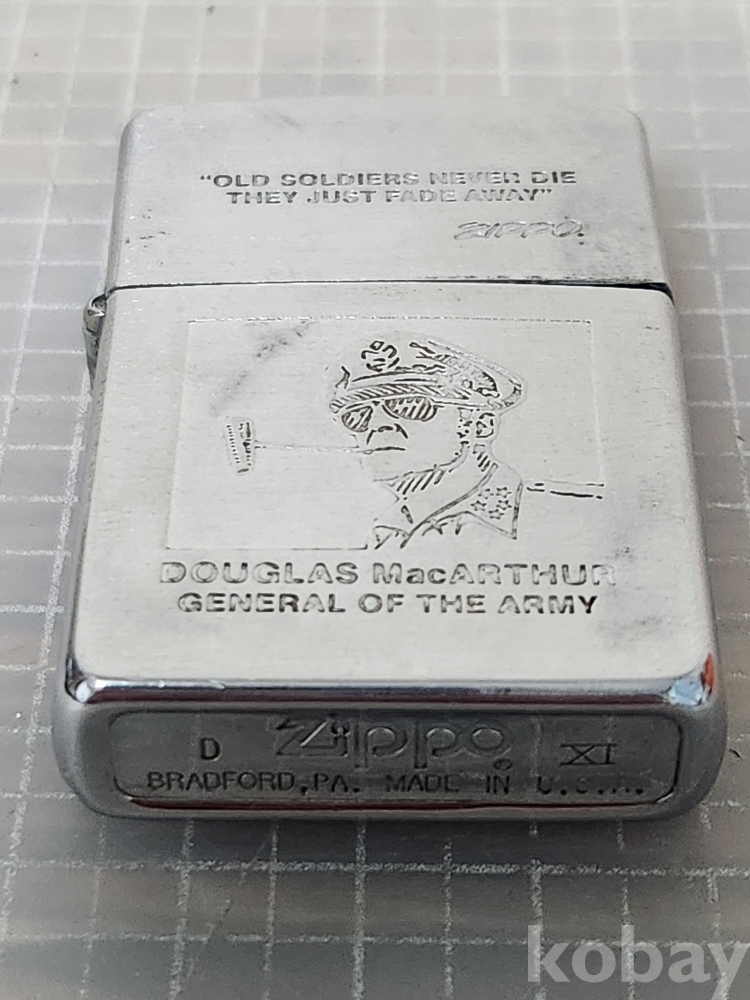 "OLD SOLDIERS NEVER DIE
THEY JUST FADE AWAY"
ZIPPO
DOUGLAS MacARTHUR
GENERAL OF THE ARMY
D Zippo ® XI
BRADFORD, PA. MADE IN U.S.A.
kobay